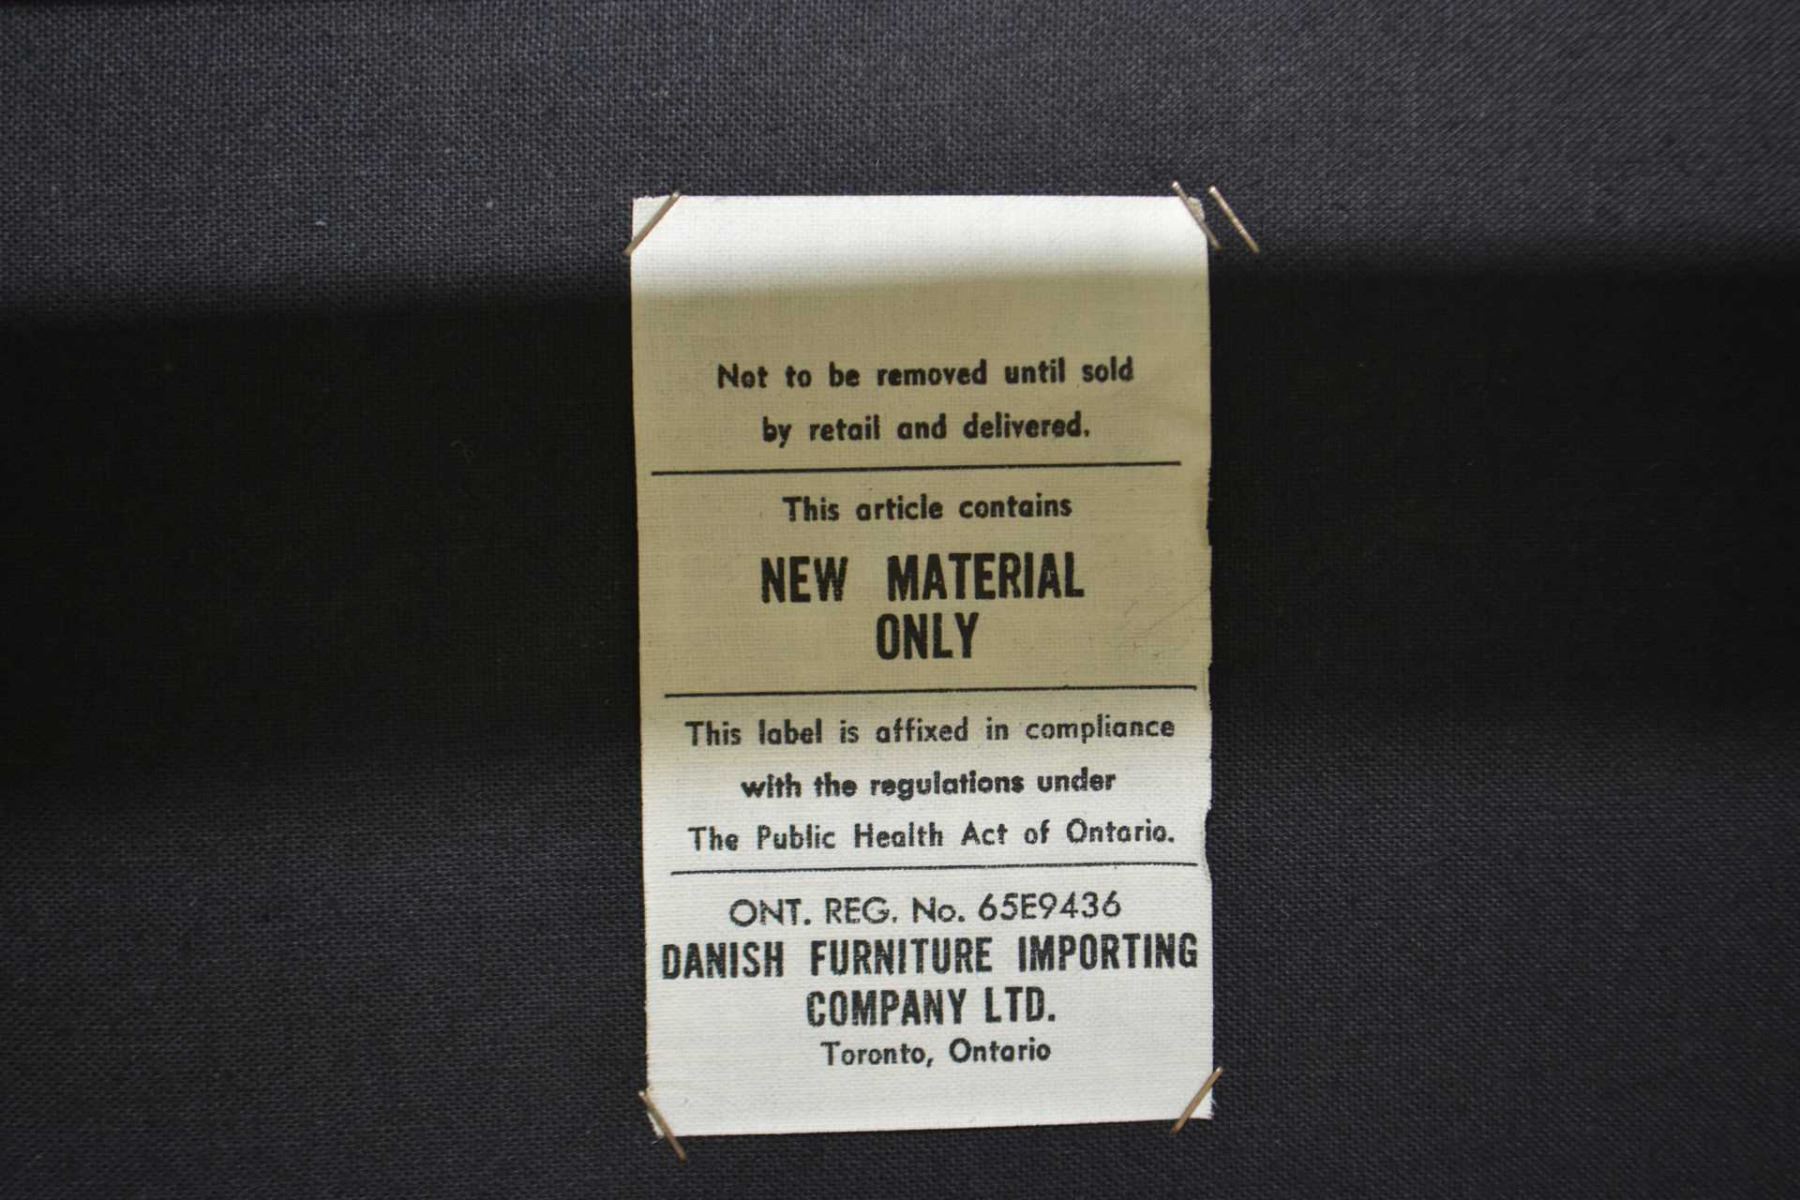 Not to be removed until sold
by retail and delivered.
This article contains
NEW MATERIAL
ONLY
This label is affixed in compliance
with the regulations under
The Public Health Act of Ontario.
ONT. REG. No. 65E9436
DANISH FURNITURE IMPORTING
COMPANY LTD.
Toronto, Ontario